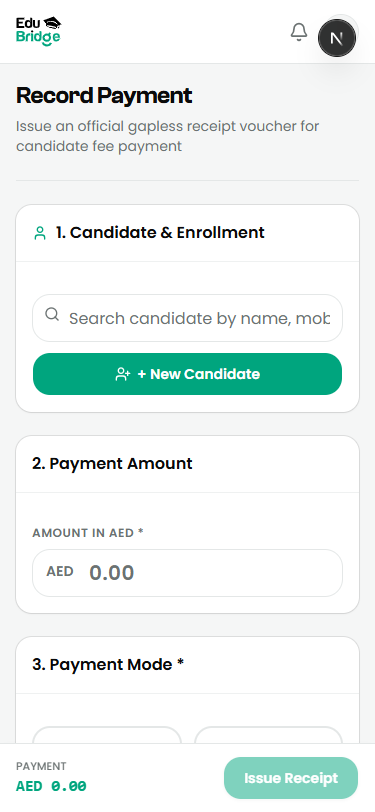 Edu
Bridge
N
Record Payment
Issue an official gapless receipt voucher for
candidate fee payment
1. Candidate & Enrollment
Search candidate by name, mob
+ New Candidate
2. Payment Amount
AMOUNT IN AED *
AED 0.00
3. Payment Mode *
PAYMENT
AED 0.00
Issue Receipt